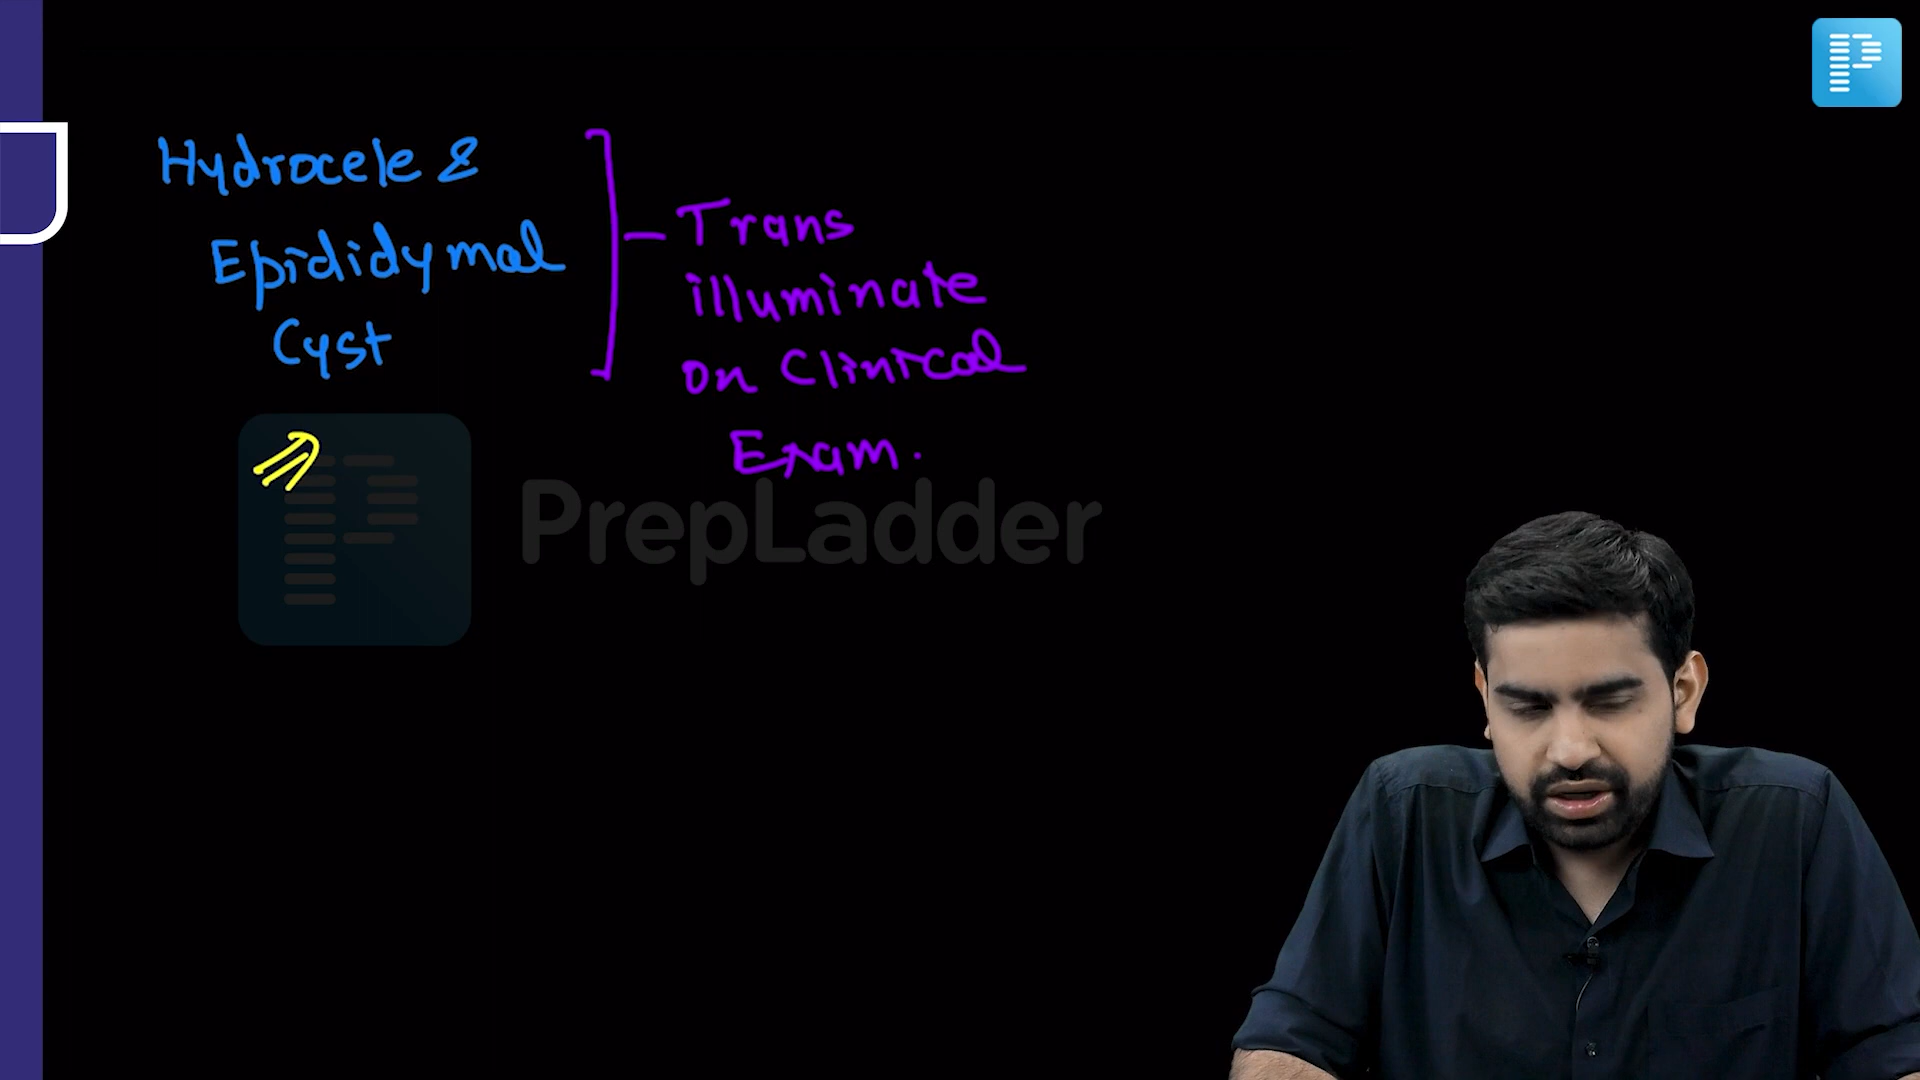 Hydrocele &
Epididymal
Cyst
Trans
illuminate
on Clinical
Exam.
PrepLadder